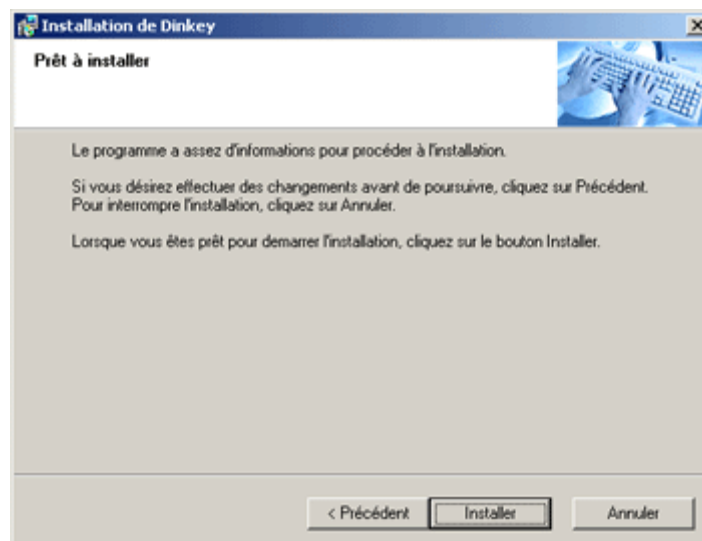 Installation de Dinkey
Prêt à installer
Le programme a assez d'informations pour procéder à l'installation.
Si vous désirez effectuer des changements avant de poursuivre, cliquez sur Précédent.
Pour interrompre l'installation, cliquez sur Annuler.
Lorsque vous êtes prêt pour demarrer l'installation, cliquez sur le bouton Installer.
< Précédent
Installer
Annuler